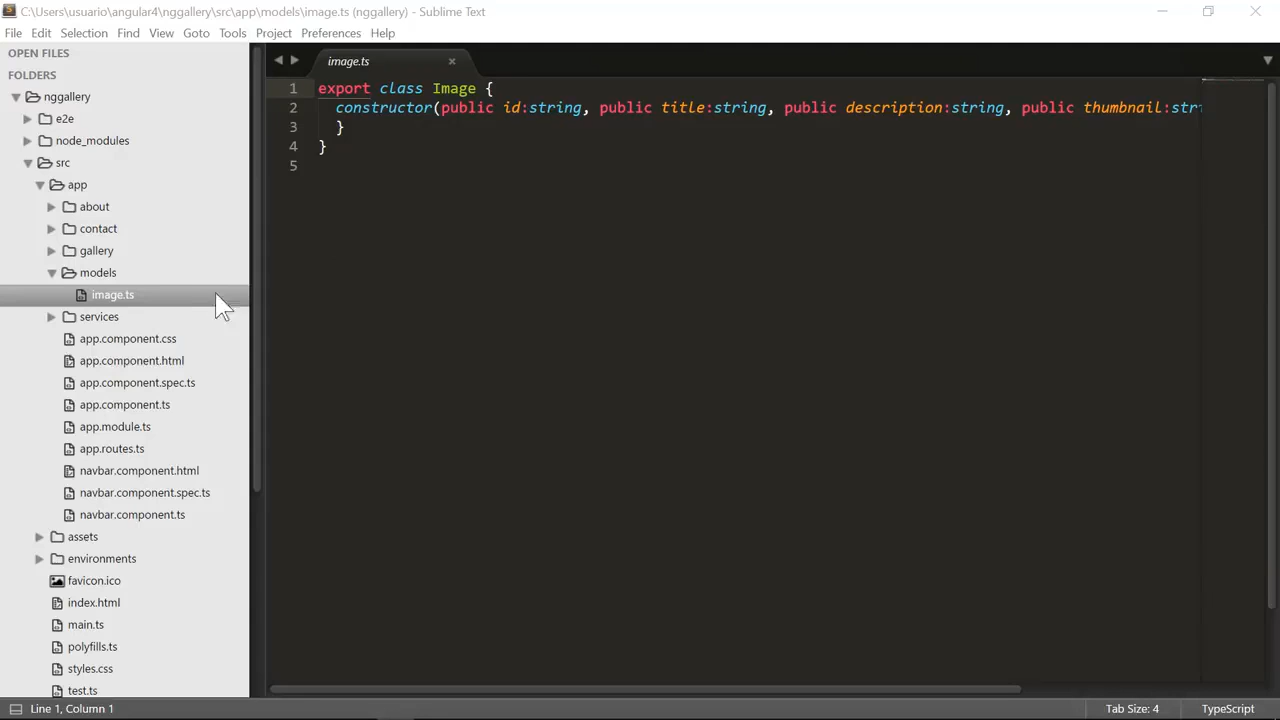 C:\Users\usuario\angular4\nggallery\src\app\models\image.ts (nggallery) - Sublime Text
File Edit Selection Find View Goto Tools Project Preferences Help
OPEN FILES
FOLDERS
nggallery
e2e
node_modules
src
app
about
contact
gallery
models
image.ts
services
app.component.css
app.component.html
app.component.spec.ts
app.component.ts
app.module.ts
app.routes.ts
navbar.component.html
navbar.component.spec.ts
navbar.component.ts
assets
environments
favicon.ico
index.html
main.ts
polyfills.ts
styles.css
test.ts
image.ts
1 export class Image {
2 constructor(public id:string, public title:string, public description:string, public thumbnail:str
3 }
4 }
5
Line 1, Column 1
Tab Size: 4
TypeScript